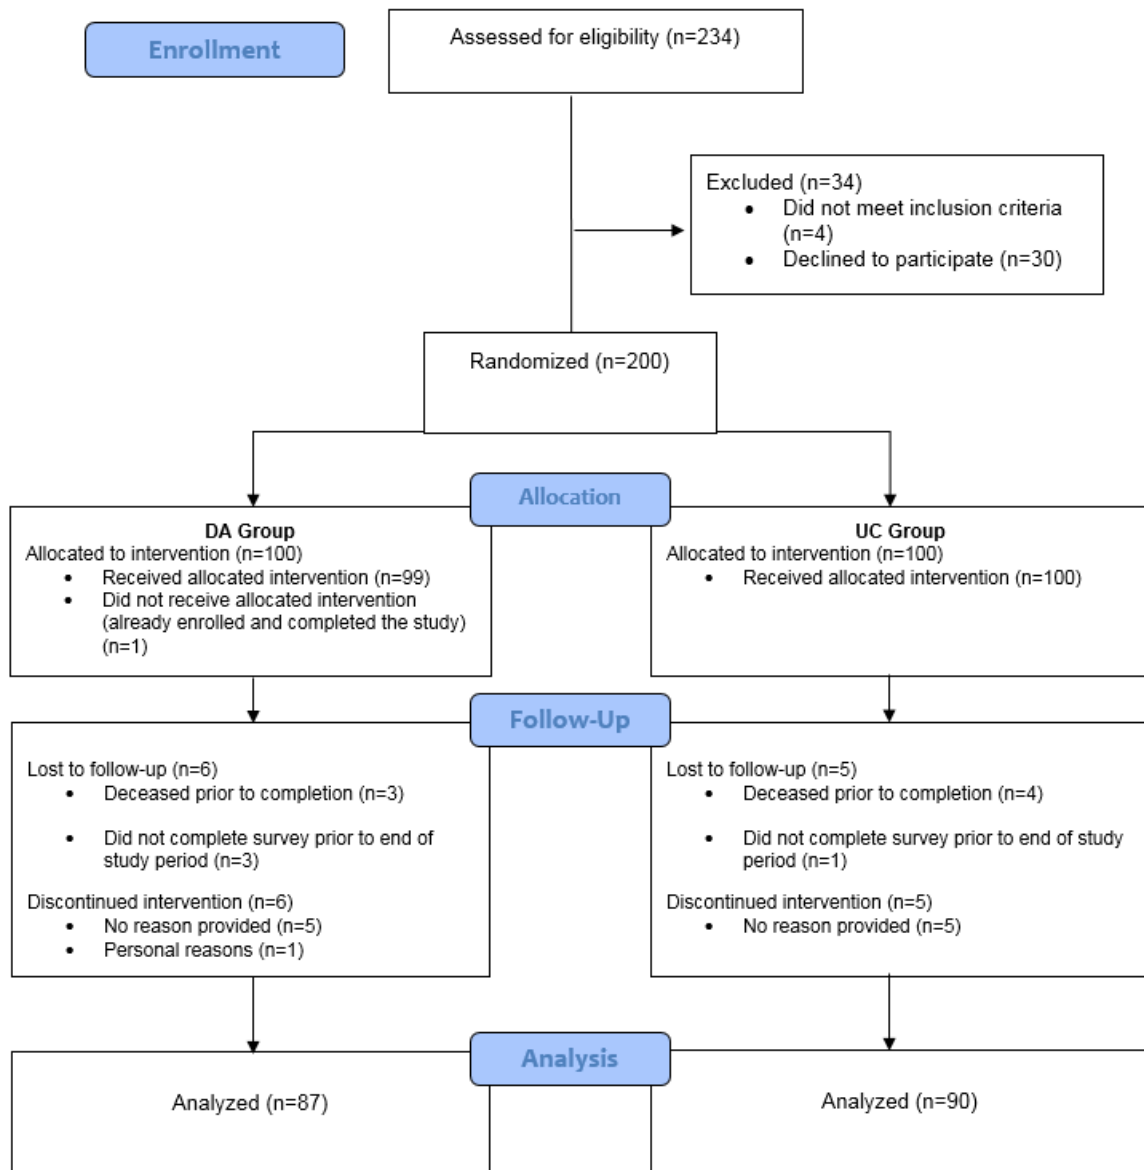 Enrollment
Assessed for eligibility (n=234)
Excluded (n=34)
• Did not meet inclusion criteria
(n=4)
• Declined to participate (n=30)
Randomized (n=200)
Allocation
DA Group
Allocated to intervention (n=100)
• Received allocated intervention (n=99)
• Did not receive allocated intervention
(already enrolled and completed the study)
(n=1)
UC Group
Allocated to intervention (n=100)
• Received allocated intervention (n=100)
Follow-Up
Lost to follow-up (n=6)
• Deceased prior to completion (n=3)
• Did not complete survey prior to end of
study period (n=3)
Discontinued intervention (n=6)
• No reason provided (n=5)
• Personal reasons (n=1)
Lost to follow-up (n=5)
• Deceased prior to completion (n=4)
• Did not complete survey prior to end of study
period (n=1)
Discontinued intervention (n=5)
• No reason provided (n=5)
Analysis
Analyzed (n=87)
Analyzed (n=90)